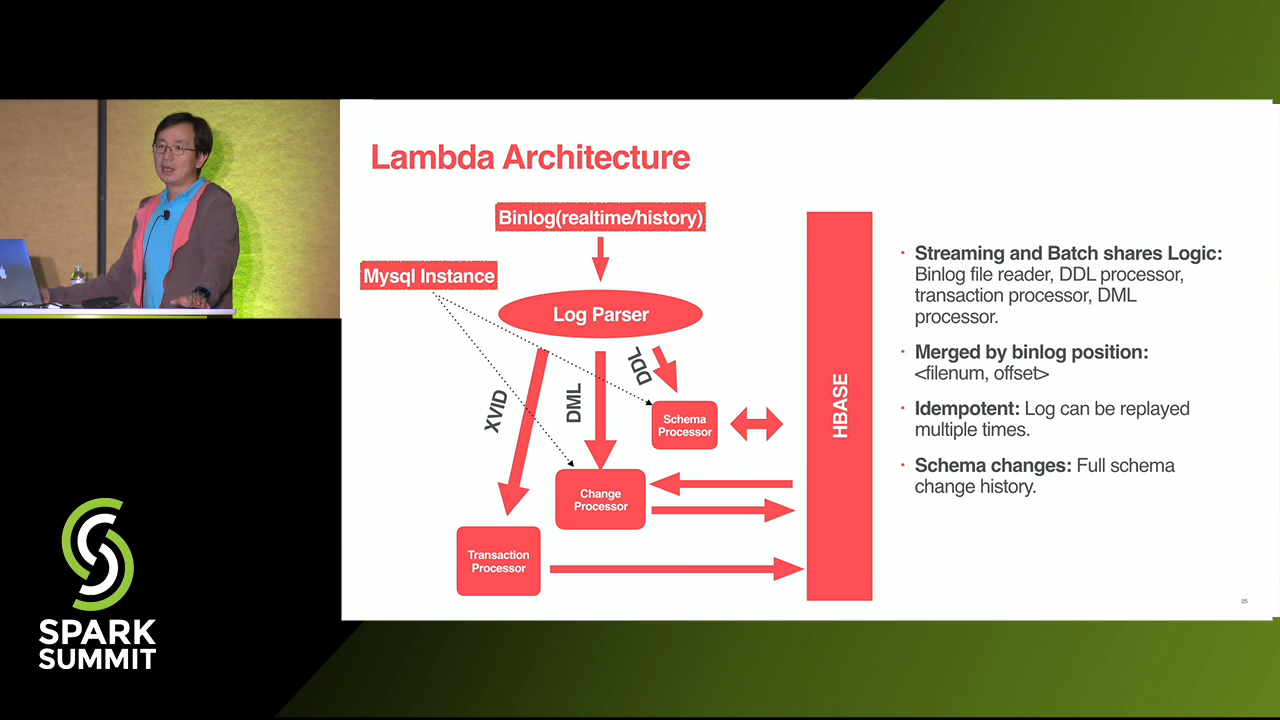 Lambda Architecture
Binlog(realtime/history)
Mysql Instance
Log Parser
XVID
DML
DDL
Schema
Processor
Change
Processor
Transaction
Processor
HBASE
· Streaming and Batch shares Logic:
Binlog file reader, DDL processor,
transaction processor, DML
processor.
· Merged by binlog position:
<filenum, offset>
· Idempotent: Log can be replayed
multiple times.
· Schema changes: Full schema
change history.
25
SPARK
SUMMIT